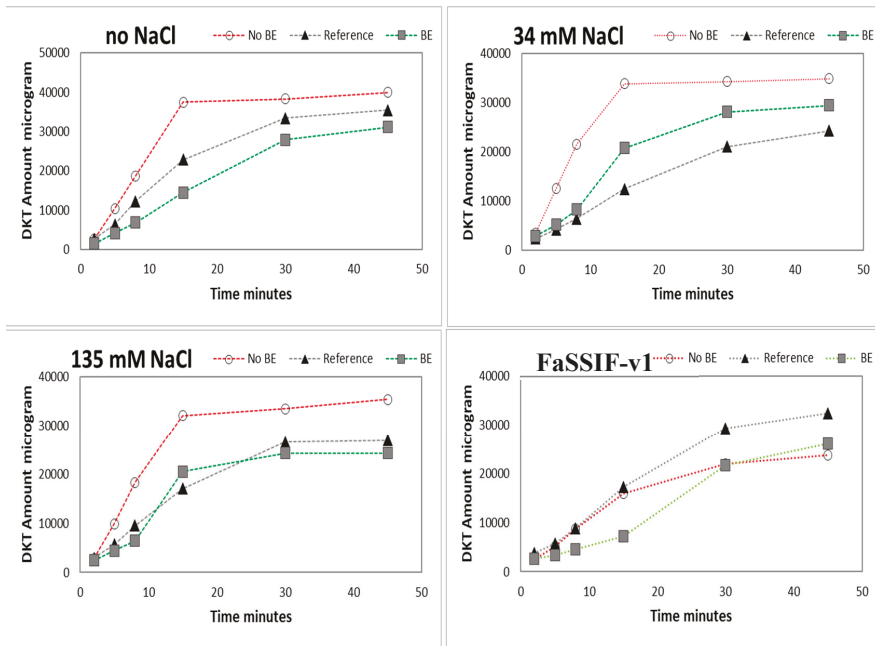 no NaCl
No BE Reference BE
DKT Amount microgram
50000
40000
30000
20000
10000
0
0 10 20 30 40 50
Time minutes
34 mM NaCl
No BE Reference BE
DKT Amount microgram
40000
30000
20000
10000
0
0 10 20 30 40 50
Time minutes
135 mM NaCl
No BE Reference BE
DKT Amount microgram
40000
30000
20000
10000
0
0 10 20 30 40 50
Time minutes
FaSSIF-v1
No BE Reference BE
DKT Amount microgram
40000
30000
20000
10000
0
0 10 20 30 40 50
Time minutes